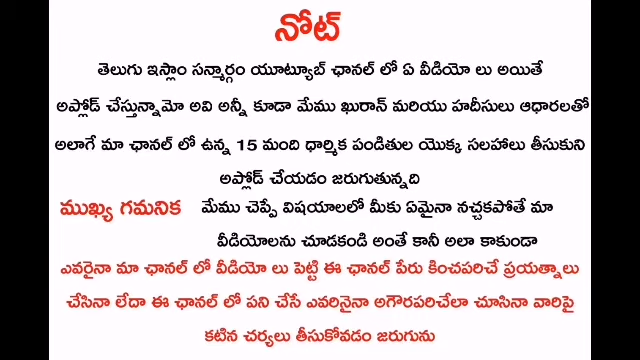 నోట్
తెలుగు ఇస్లాం సన్మార్గం యూట్యూబ్ ఛానల్ లో ఏ వీడియో లు అయితే
అప్లోడ్ చేస్తున్నామో అవి అన్నీ కూడా మేము ఖురాన్ మరియు హదీసులు ఆధారలతో
అలాగే మా ఛానల్ లో ఉన్న 15 మంది ధార్మిక పండితుల యొక్క సలహాలు తీసుకుని
అప్లోడ్ చేయడం జరుగుతున్నది
ముఖ్య గమనిక మేము చెప్పే విషయాలలో మీకు ఏమైనా నచ్చకపోతే మా
వీడియోలను చూడకండి అంతే కానీ అలా కాకుండా
ఎవరైనా మా ఛానల్ లో వీడియో లు పెట్టి ఈ ఛానల్ పేరు కించపరిచే ప్రయత్నాలు
చేసినా లేదా ఈ ఛానల్ లో పని చేసే ఎవరినైనా అగౌరపరిచేలా చూసినా వారిపై
కటిన చర్యలు తీసుకోవడం జరుగును